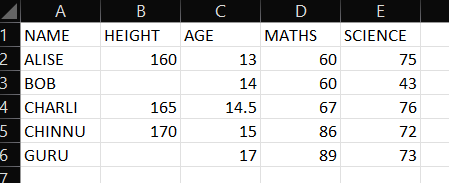 A B C D E
1 NAME HEIGHT AGE MATHS SCIENCE
2 ALISE 160 13 60 75
3 BOB 14 60 43
4 CHARLI 165 14.5 67 76
5 CHINNU 170 15 86 72
6 GURU 17 89 73
7